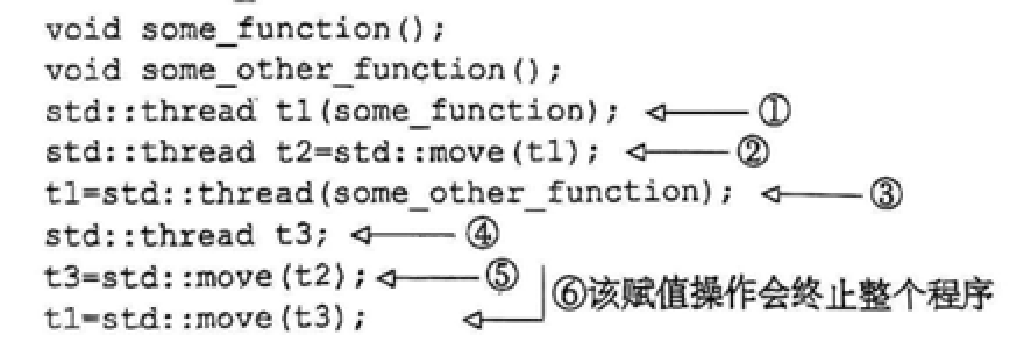 void some_function();
void some_other_function();
std::thread t1(some_function); ①
std::thread t2=std::move(t1); ②
t1=std::thread(some_other_function); ③
std::thread t3; ④
t3=std::move(t2); ⑤
t1=std::move(t3); ⑥该赋值操作会终止整个程序